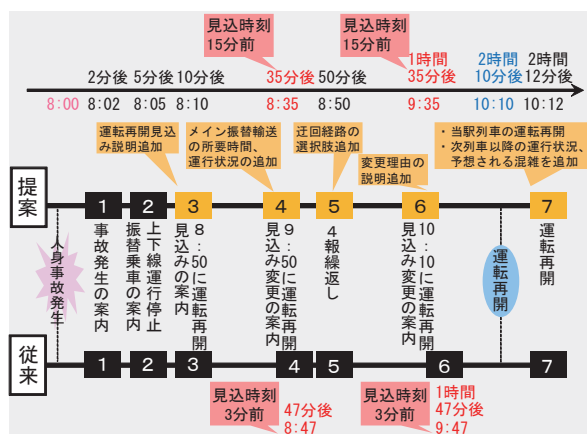 見込時刻
15分前
見込時刻
15分前
2分後 5分後 10分後 35分後 50分後 1時間
35分後 2時間
10分後 2時間
12分後
8:00 8:02 8:05 8:10 8:35 8:50 9:35 10:10 10:12
運転再開見込
み説明追加
メイン振替輸送
の所要時間、
運行状況の追加
迂回経路の
選択肢追加
変更理由の
説明追加
・当駅列車の運転再開
・次列車以降の運行状況、
予想される混雑を追加
提案
1 2 3 4 5 6 7
人身事故発生
事故発生の案内
上下線運行停止
振替乗車の案内
8:50に運転再開
見込みの案内
9:50に運転再開
見込み変更の案内
4報繰返し
10:10に運転再開
見込み変更の案内
運転再開
運転再開
従来
1 2 3 4 5 6 7
見込時刻
3分前
47分後
8:47
見込時刻
3分前
1時間
47分後
9:47